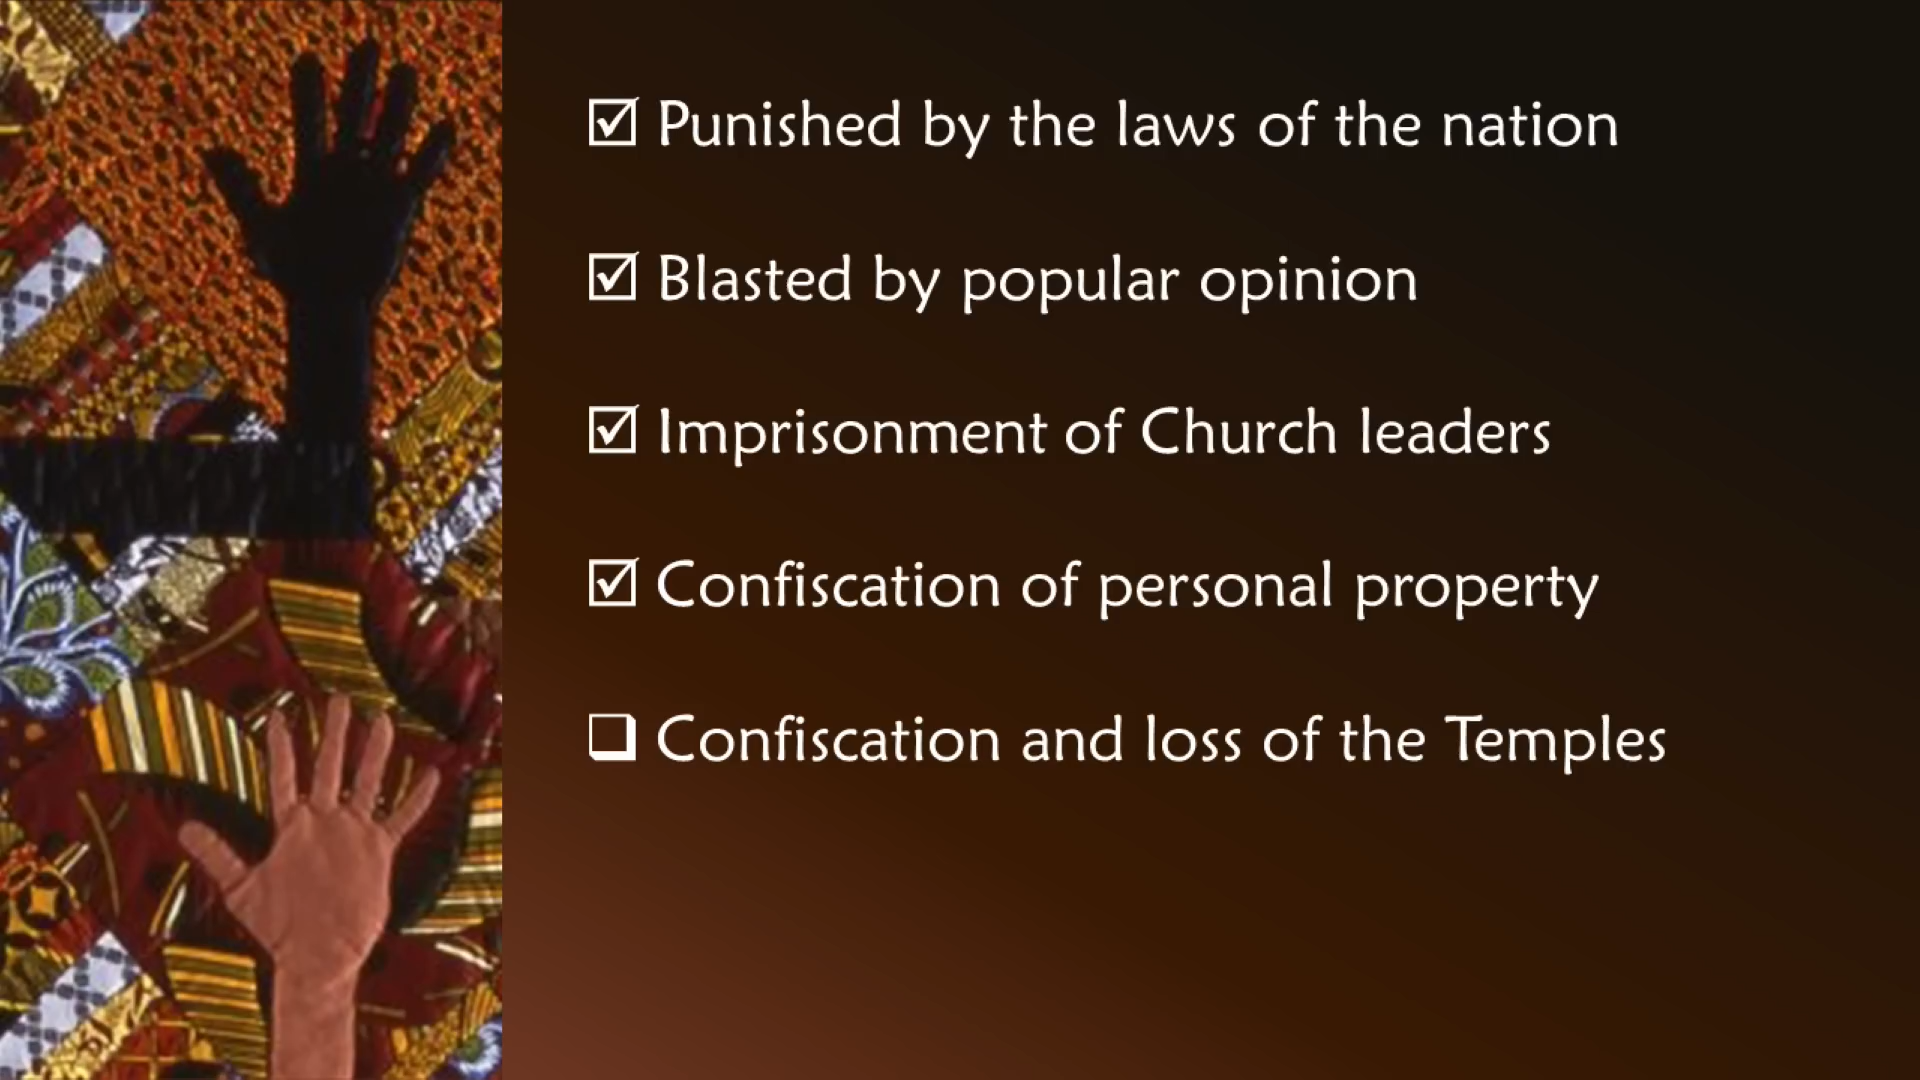 ☑ Punished by the laws of the nation
☑ Blasted by popular opinion
☑ Imprisonment of Church leaders
☑ Confiscation of personal property
❑ Confiscation and loss of the Temples